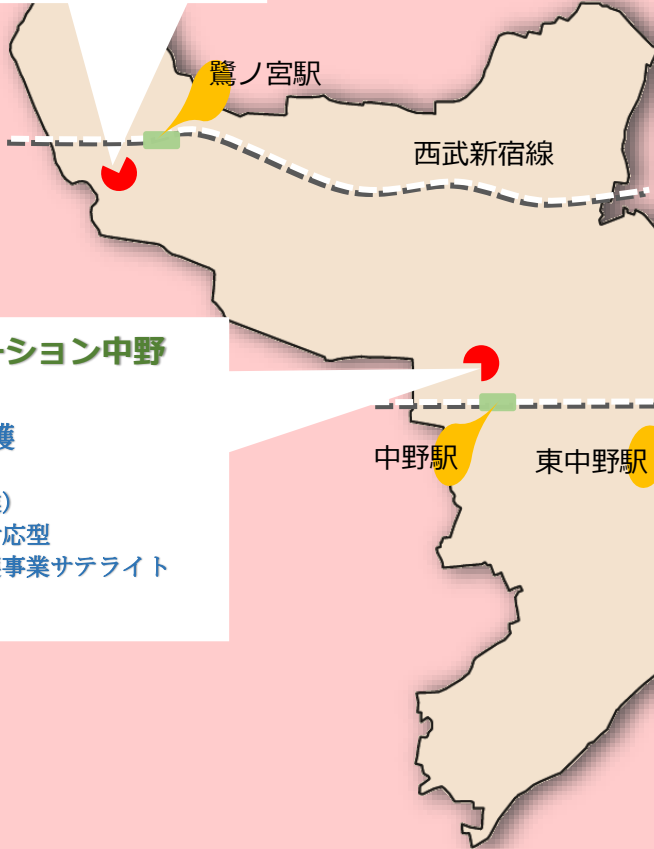 鷺ノ宮駅
西武新宿線
ーション中野
護
）
応型
事業サテライト
中野駅
東中野駅